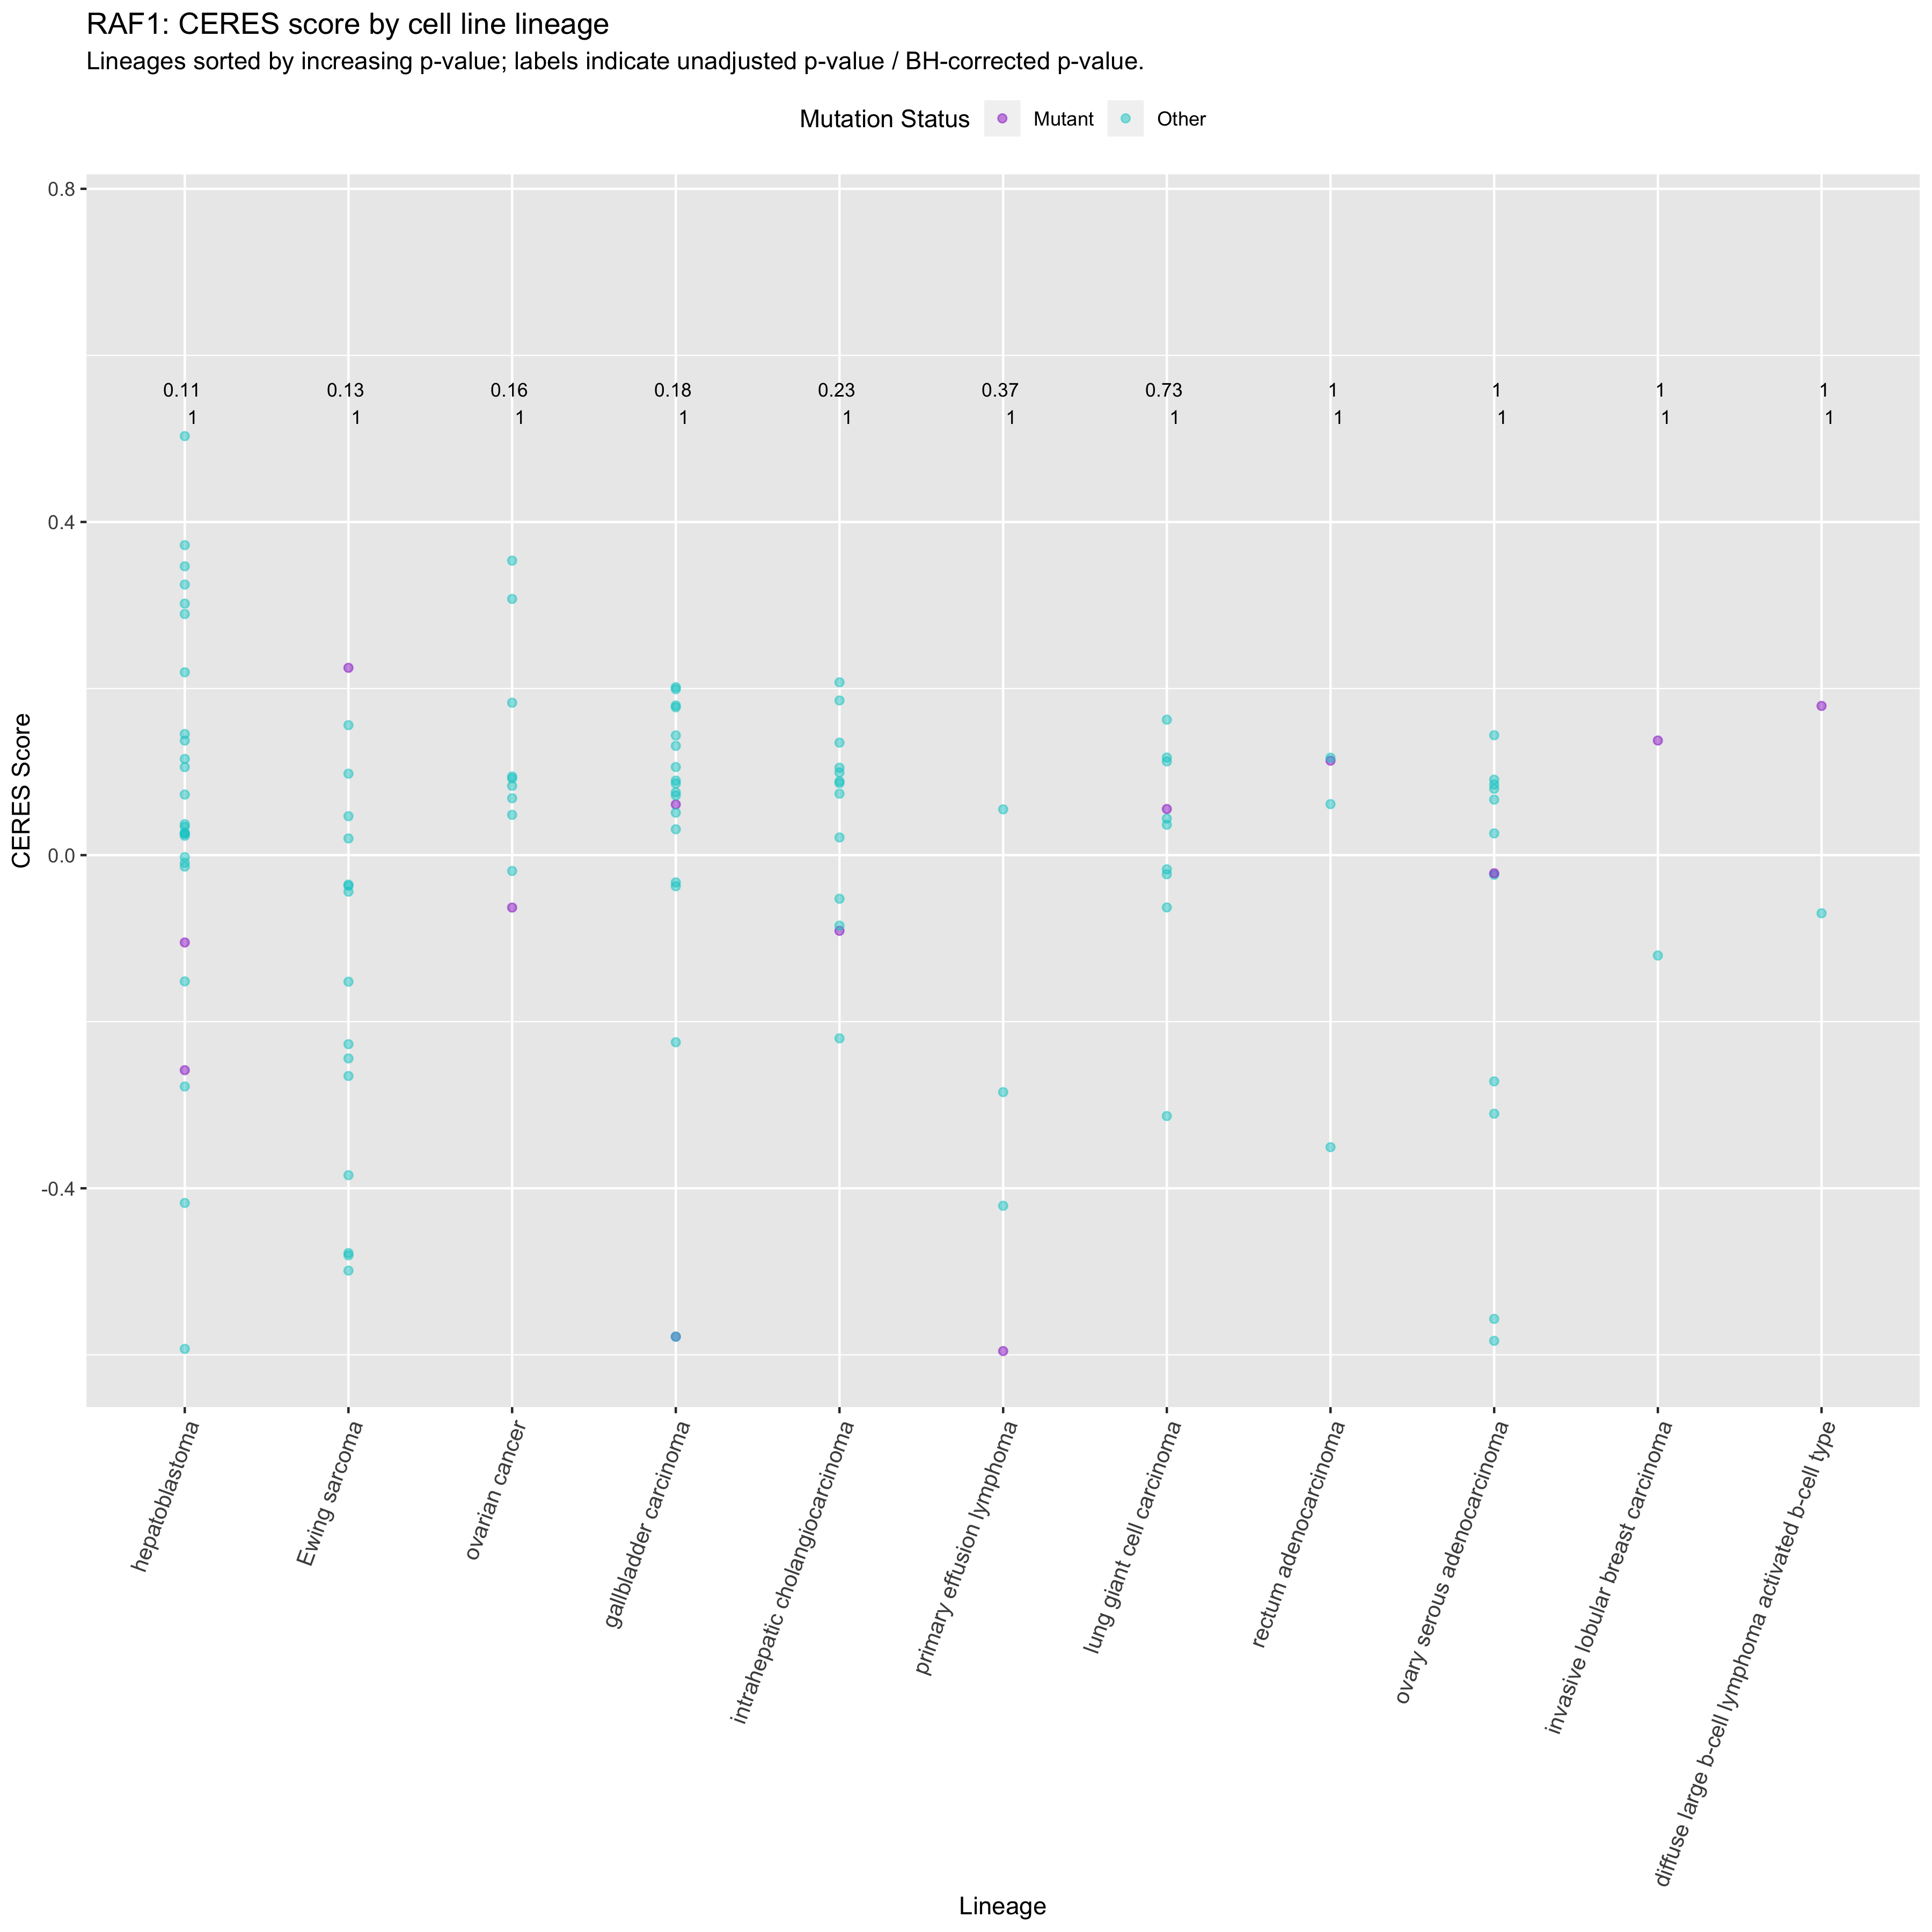 RAF1: CERES score by cell line lineage
Lineages sorted by increasing p-value; labels indicate unadjusted p-value / BH-corrected p-value.
Mutation Status Mutant Other
0.8
0.11 0.13 0.16 0.18 0.23 0.37 0.73 1 1 1 1
1 1 1 1 1 1 1 1 1 1 1
0.4
CERES Score
0.0
-0.4
hepatoblastoma
Ewing sarcoma
ovarian cancer
gallbladder carcinoma
intrahepatic cholangiocarcinoma
primary effusion lymphoma
lung giant cell carcinoma
rectum adenocarcinoma
ovary serous adenocarcinoma
invasive lobular breast carcinoma
diffuse large b-cell lymphoma activated b-cell type
Lineage